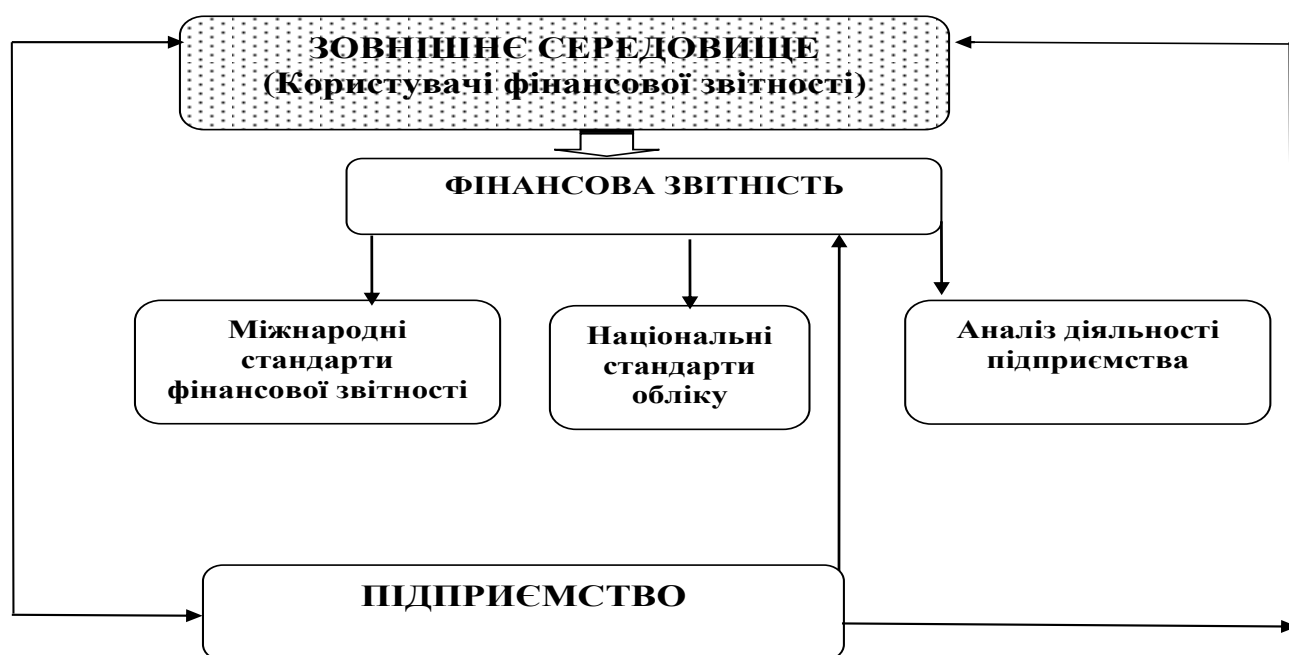 ЗОВНІШНЄ СЕРЕДОВИЩЕ
(Користувачі фінансової звітності)
ФІНАНСОВА ЗВІТНІСТЬ
Міжнародні
стандарти
фінансової звітності
Національні
стандарти
обліку
Аналіз діяльності
підприємства
ПІДПРИЄМСТВО